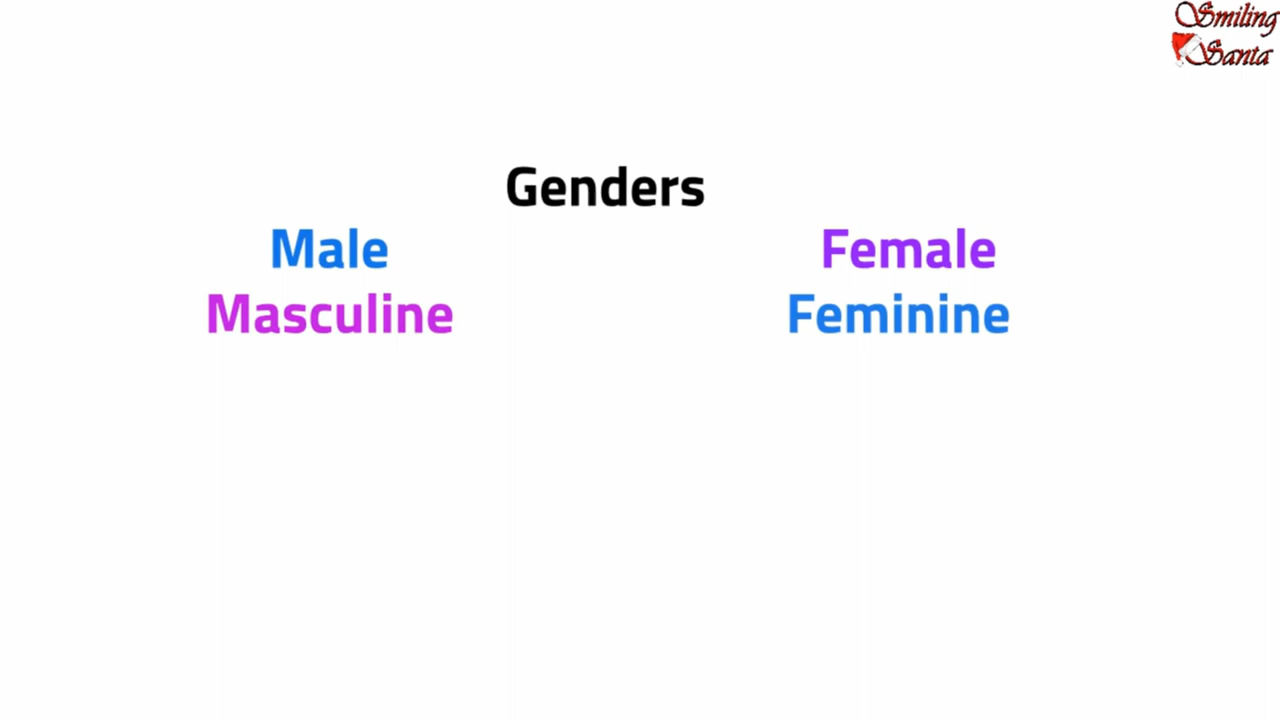 Smiling
Santa
Genders
Male
Female
Masculine
Feminine